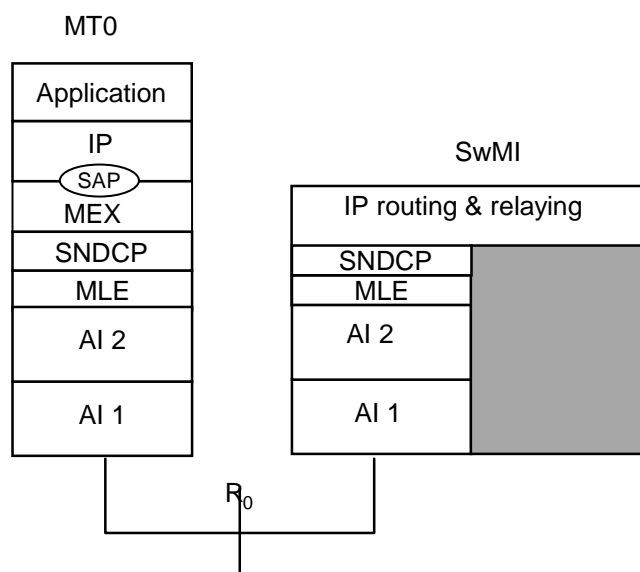 MT0
Application
IP
SAP
MEX
SNDCP
MLE
AI 2
AI 1
SwMI
IP routing & relaying
SNDCP
MLE
AI 2
AI 1
R0